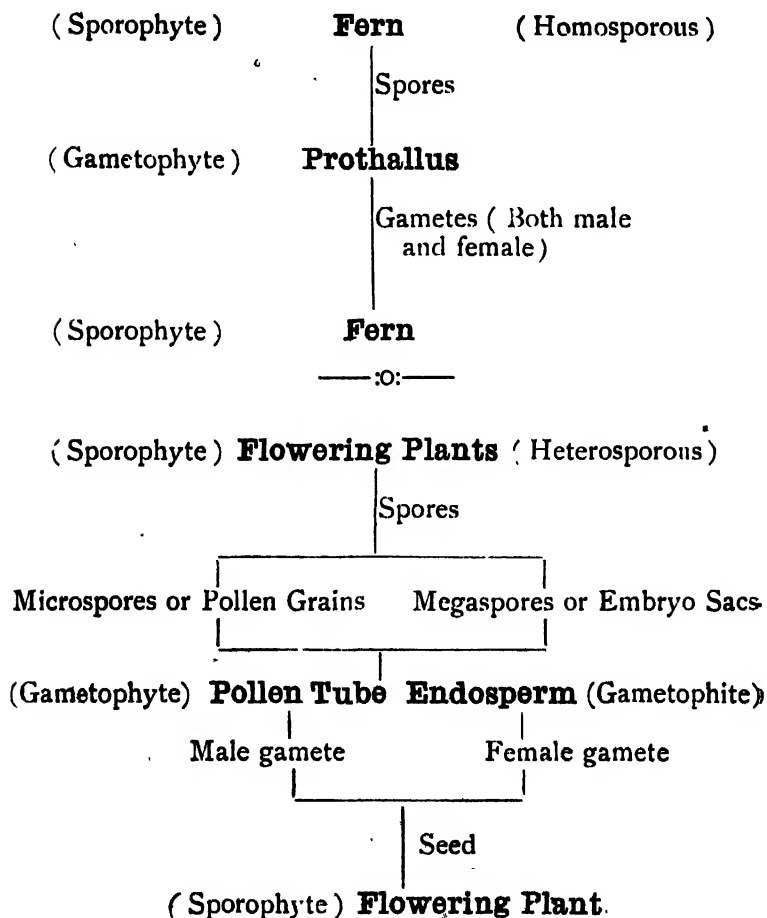 (Sporophyte) Fern (Homosporous)
Spores
(Gametophyte) Prothallus
Gametes ( Both male
and female)
(Sporophyte) Fern
:O:
(Sporophyte) Flowering Plants (Heterosporous)
Spores
Microspores or Pollen Grains Megaspores or Embryo Sacs
(Gametophyte) Pollen Tube Endosperm (Gametophite)
Male gamete Female gamete
Seed
(Sporophyte) Flowering Plant.